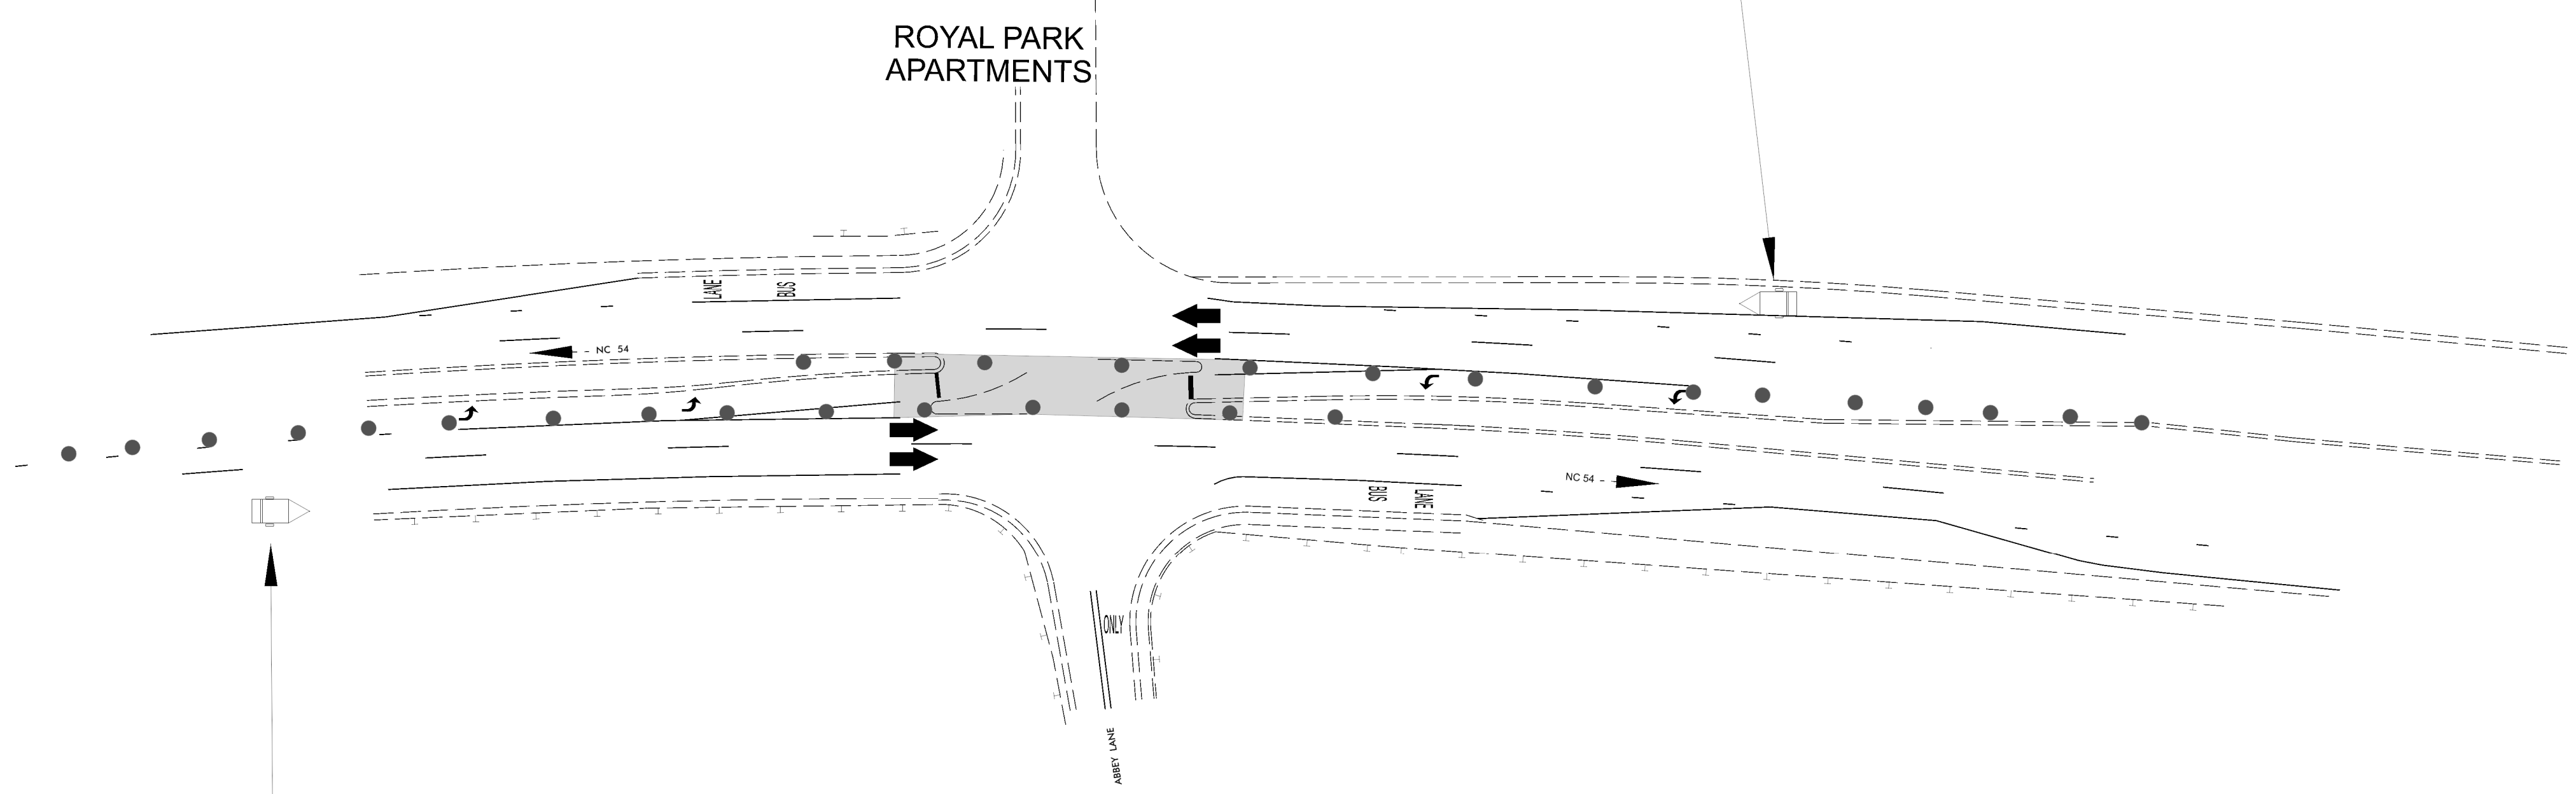 ROYAL PARK
APARTMENTS
LANE
BUS
NC 54
NC 54
BUS
LANE
ONLY
ABBEY LANE